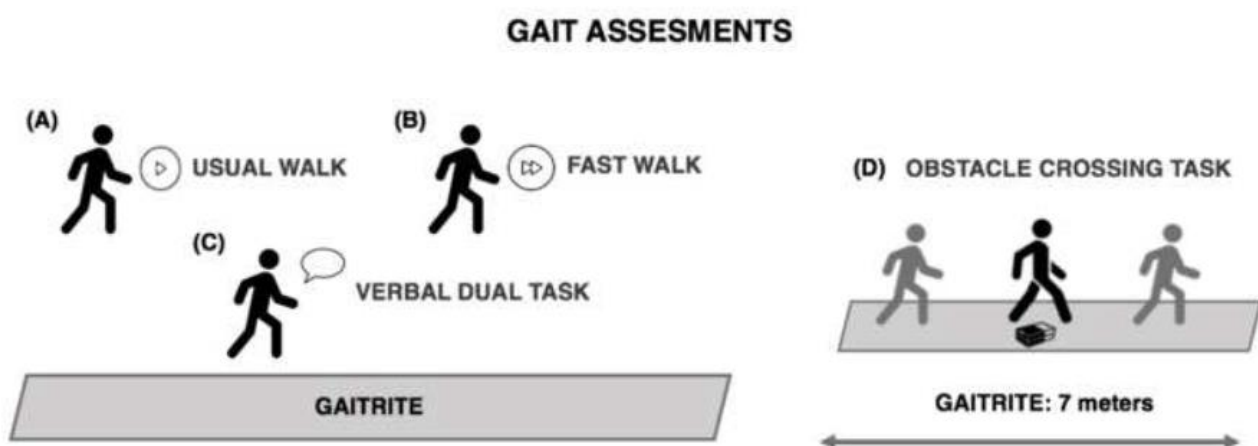 GAIT ASSESMENTS
(A) USUAL WALK
(B) FAST WALK
(C) VERBAL DUAL TASK
GAITRITE
(D) OBSTACLE CROSSING TASK
GAITRITE: 7 meters